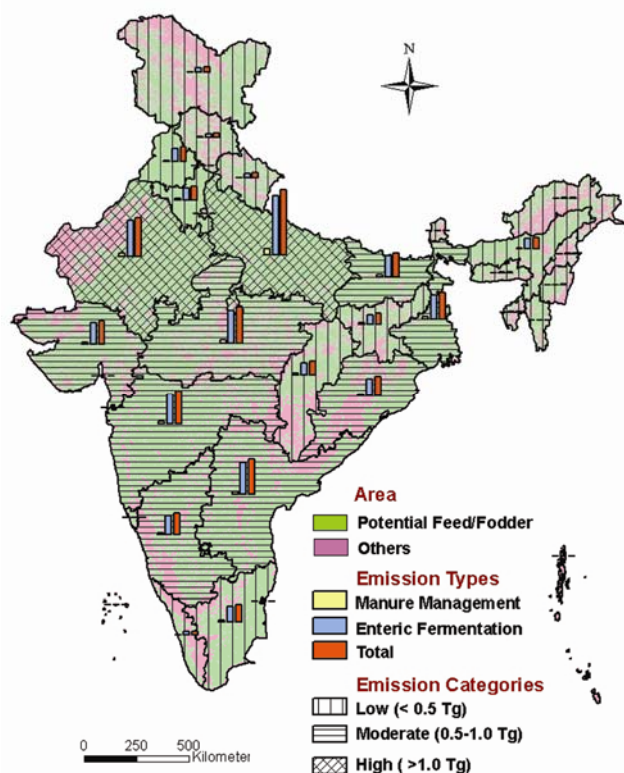 N
Area
Potential Feed/Fodder
Others
Emission Types
Manure Management
Enteric Fermentation
Total
Emission Categories
Low (< 0.5 Tg)
Moderate (0.5-1.0 Tg)
High ( >1.0 Tg)
0 250 500
Kilometer